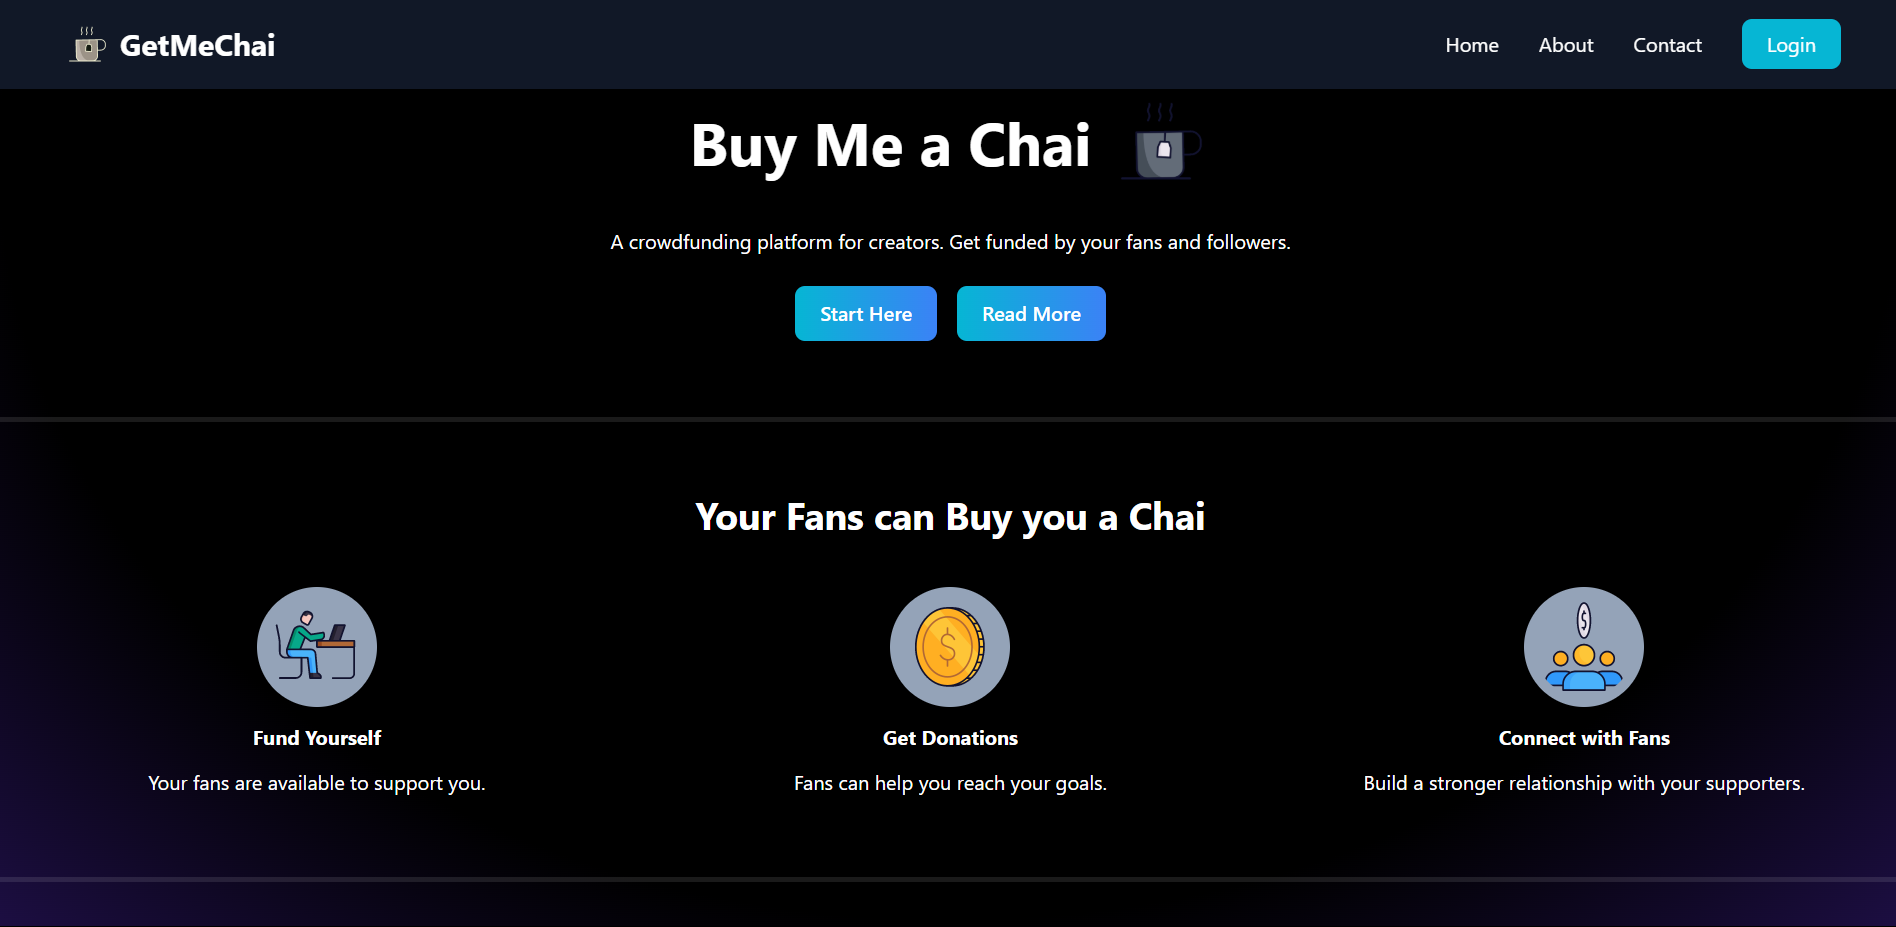 GetMeChai
Home
About
Contact
Login
Buy Me a Chai
A crowdfunding platform for creators. Get funded by your fans and followers.
Start Here
Read More
Your Fans can Buy you a Chai
$
$
Fund Yourself
Get Donations
Connect with Fans
Your fans are available to support you.
Fans can help you reach your goals.
Build a stronger relationship with your supporters.